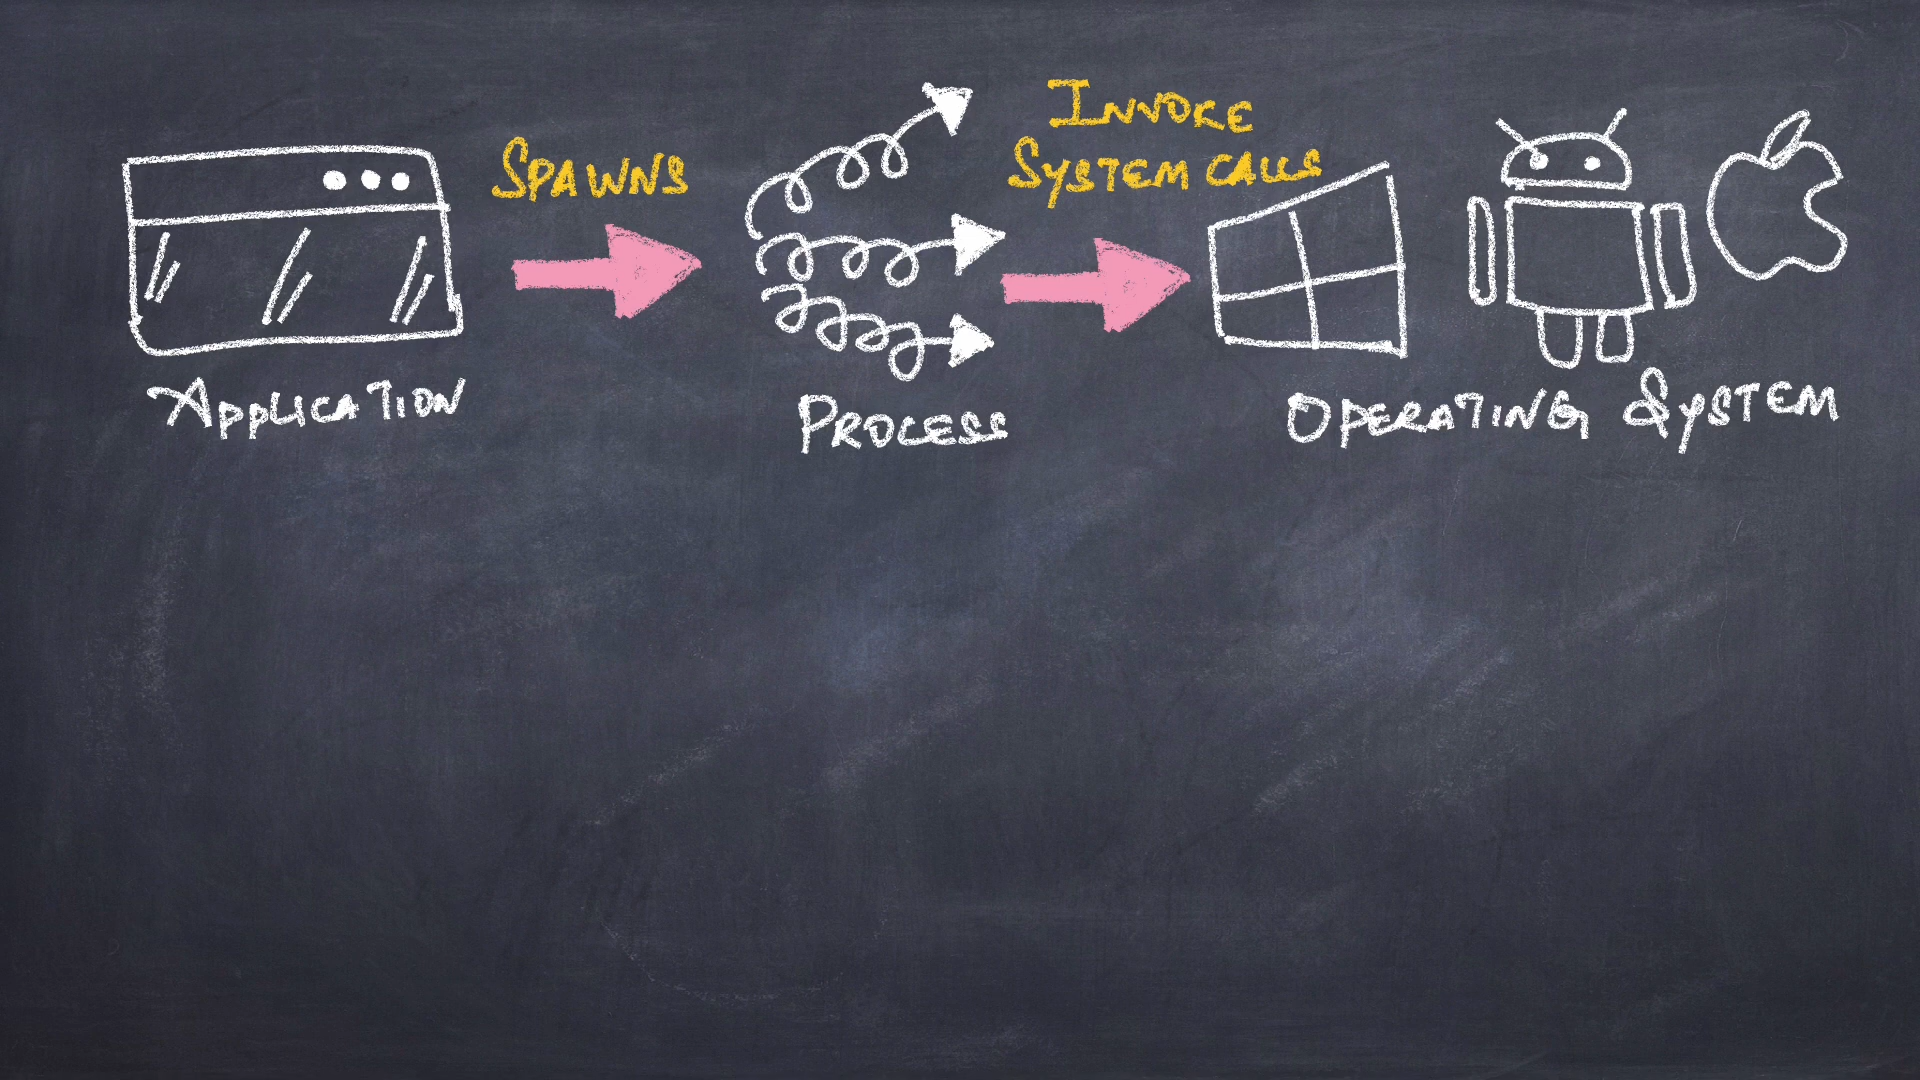 SPAWNS
INVOKE
SYSTEM CALLS
APPLICATION
PROCESS
OPERATING SYSTEM